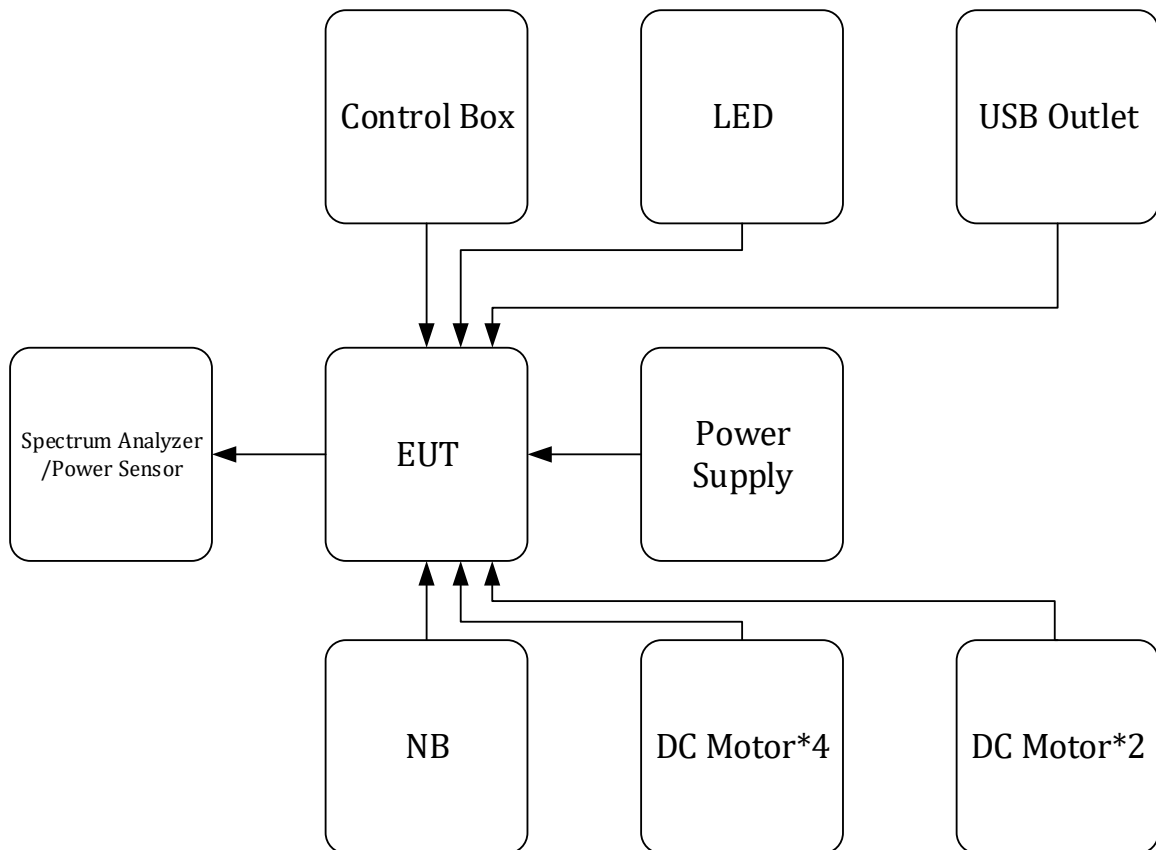 Control Box
LED
USB Outlet
Spectrum Analyzer
/Power Sensor
EUT
Power
Supply
NB
DC Motor*4
DC Motor*2